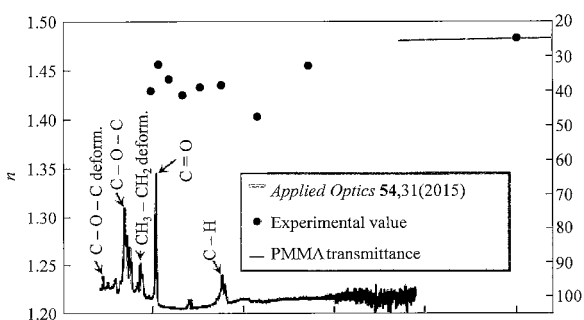 1.50
1.45
1.40
1.35
1.30
1.25
1.20
n
20
30
40
50
60
70
80
90
100
C–O–C deform.
C–O–C
CH3–CH2 deform.
C=O
C–H
Applied Optics 54,31(2015)
Experimental value
PMMA transmittance